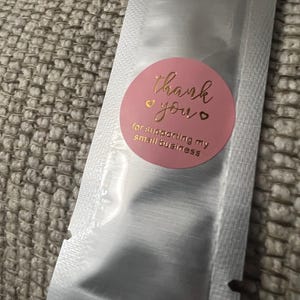 thank
you
for supporting my
small business